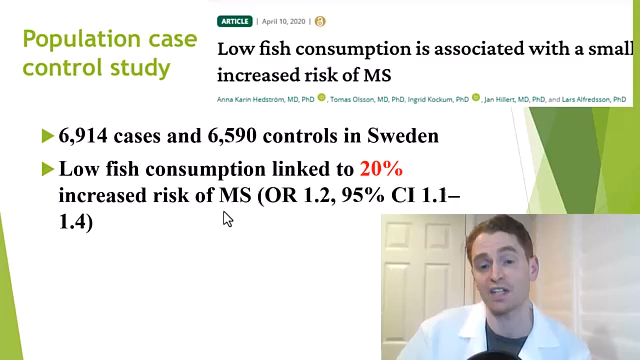 Population case
control study
ARTICLE | April 10, 2020
Low fish consumption is associated with a small
increased risk of MS
Anna Karin Hedström, MD, PhD, Tomas Olsson, MD, PhD, Ingrid Kockum, PhD, Jan Hillert, MD, PhD, and Lars Alfredsson, PhD
6,914 cases and 6,590 controls in Sweden
Low fish consumption linked to 20%
increased risk of MS (OR 1.2, 95% CI 1.1–
1.4)